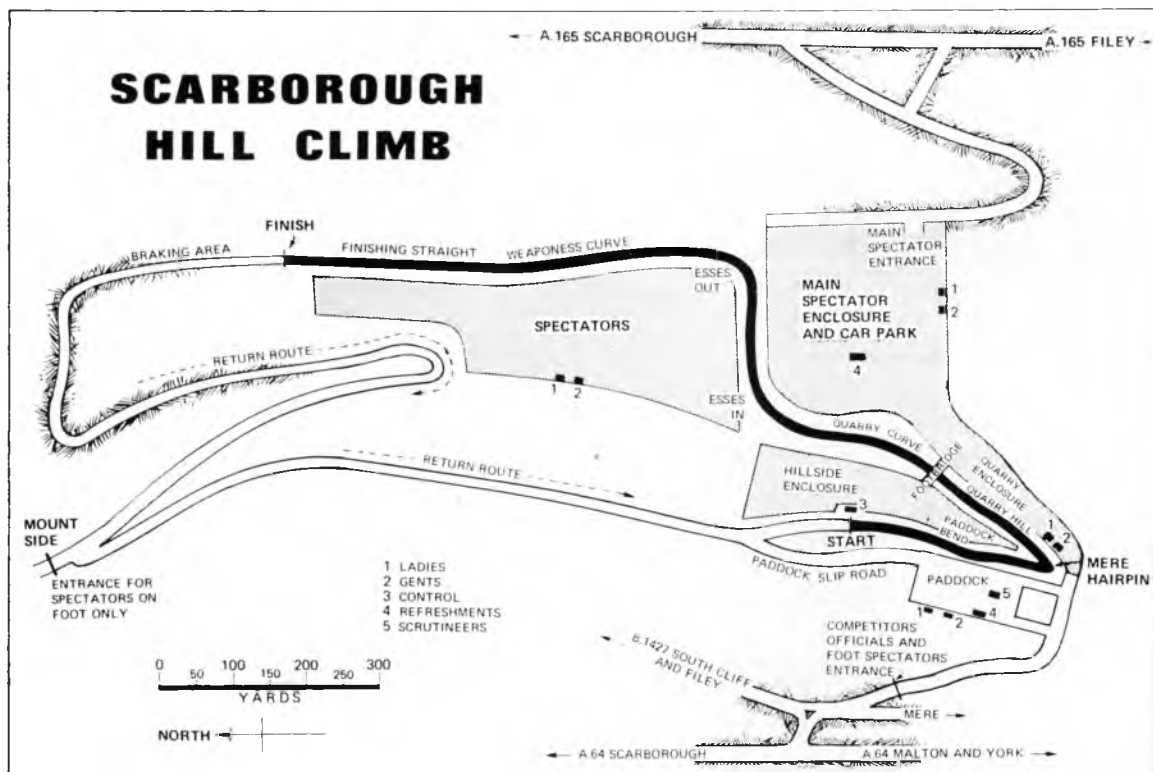 A.165 SCARBOROUGH
A.165 FILEY
SCARBOROUGH
HILL CLIMB
FINISH
BRAKING AREA
FINISHING STRAIGHT
WEAPONESS CURVE
ESSES
OUT
MAIN
SPECTATOR
ENTRANCE
MAIN
SPECTATOR
ENCLOSURE
AND CAR PARK
1
2
4
SPECTATORS
1 2
RETURN ROUTE
ESSES
IN
QUARRY CURVE
FOOTBRIDGE
QUARRY
ENCLOSURE
QUARRY HILL
1
2
RETURN ROUTE
HILLSIDE
ENCLOSURE
3
START
PADDOCK
BEND
MERE
HAIRPIN
PADDOCK SLIP ROAD
PADDOCK
5
1 2 4
MOUNT
SIDE
ENTRANCE FOR
SPECTATORS ON
FOOT ONLY
1 LADIES
2 GENTS
3 CONTROL
4 REFRESHMENTS
5 SCRUTINEERS
COMPETITORS
OFFICIALS AND
FOOT SPECTATORS
ENTRANCE
B.1427 SOUTH CLIFF
AND FILEY
0 50 100 150 200 300
YARDS
NORTH
MERE
A.64 SCARBOROUGH
A.64 MALTON AND YORK